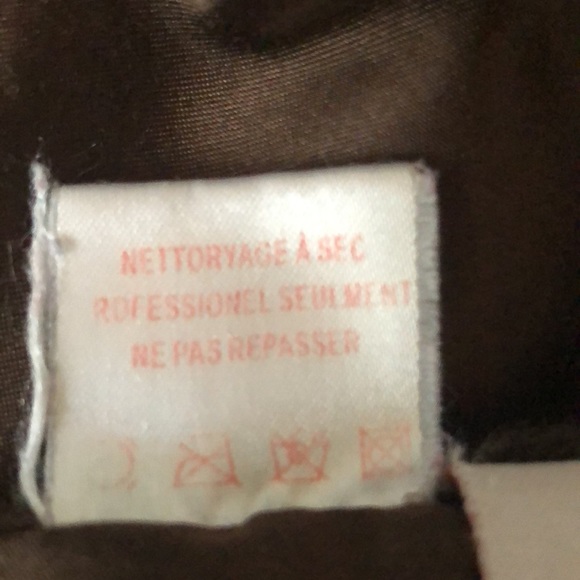 NETTORYAGE À SEC
ROFESSIONEL SEULMENT
NE PAS REPASSER